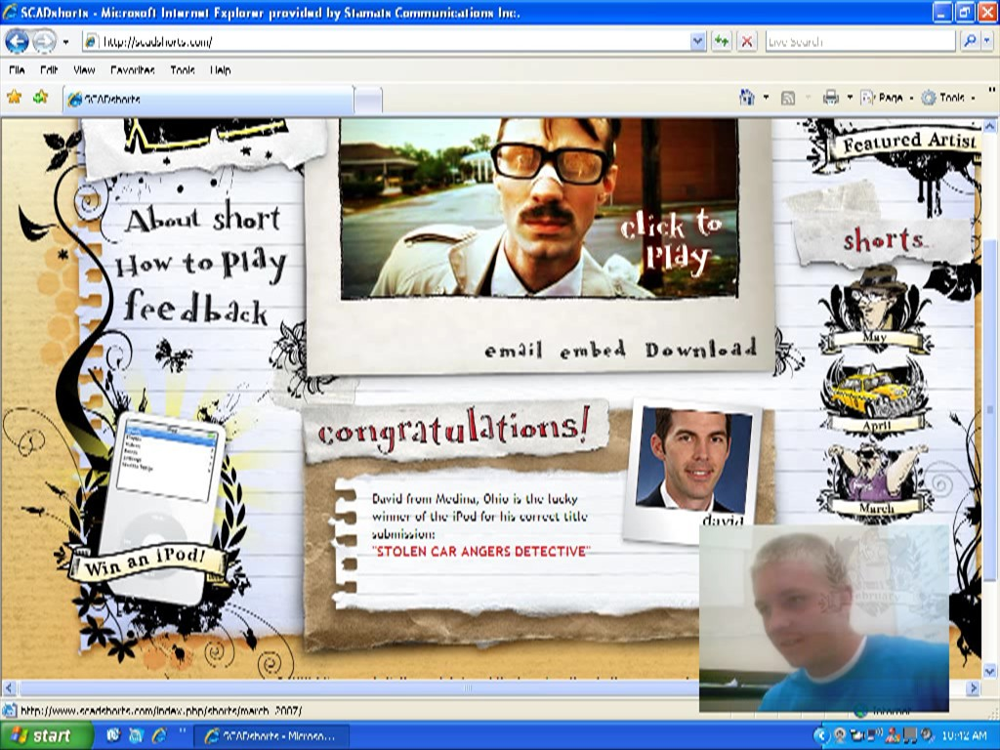 SCADshorts - Microsoft Internet Explorer provided by Stamats Communications Inc.
http://scadshorts.com/
Live Search
File Edit View Favorites Tools Help
SCADshorts
Page Tools
Featured Artist
About short
How to play
feedback
click to
play
shorts
May
email embed Download
April
congratulations!
March
David from Medina, Ohio is the lucky
winner of the iPod for his correct title
submission:
"STOLEN CAR ANGERS DETECTIVE"
david
Win an iPod!
February
http://www.scadshorts.com/index.php/shorts/march_2007/
Internet
start
SCADshorts - Microso...
10:42 AM